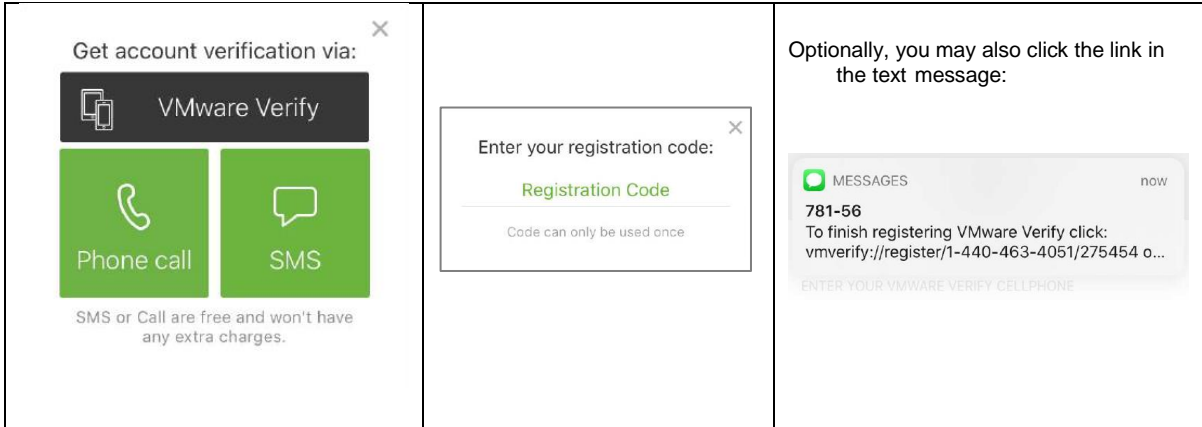 Get account verification via:
VMware Verify
Phone call
SMS
SMS or Call are free and won't have
any extra charges.
Enter your registration code:
Registration Code
Code can only be used once
Optionally, you may also click the link in
the text message:
MESSAGES
now
781-56
To finish registering VMware Verify click:
vmverify://register/1-440-463-4051/275454 o...
ENTER YOUR VMWARE VERIFY CELLPHONE